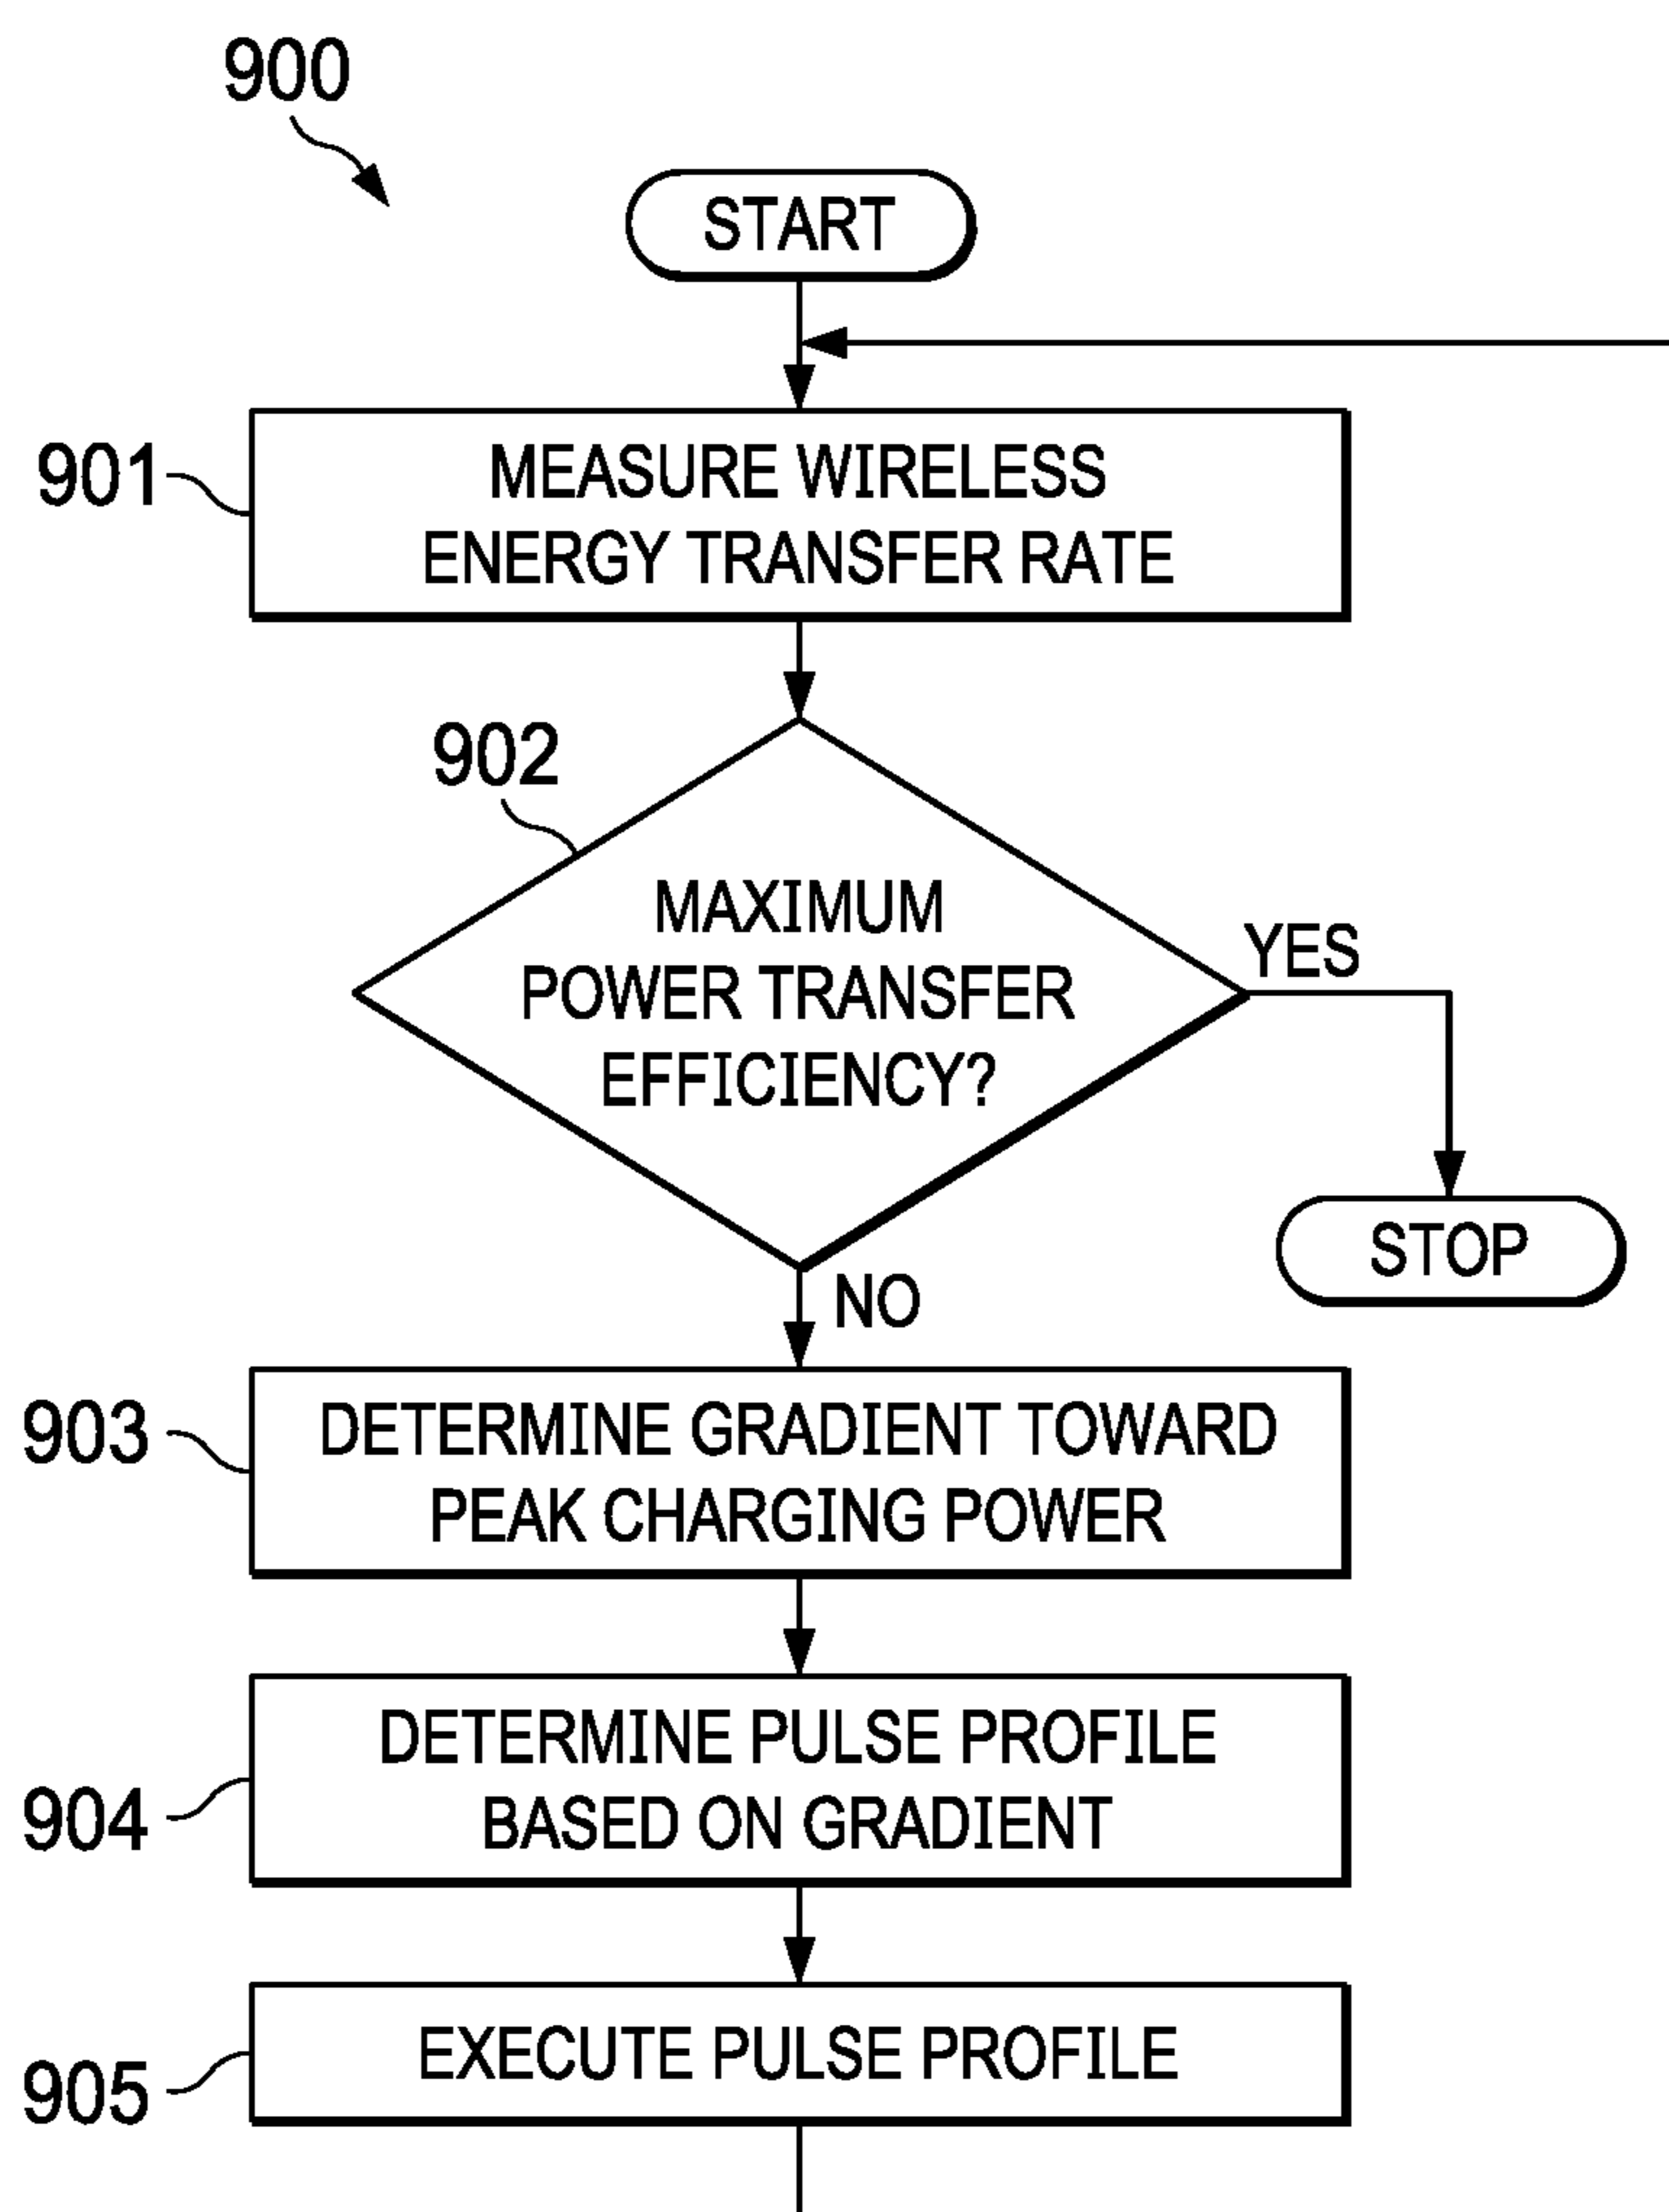 900
START
901
MEASURE WIRELESS
ENERGY TRANSFER RATE
902
MAXIMUM
POWER TRANSFER
EFFICIENCY?
YES
STOP
NO
903
DETERMINE GRADIENT TOWARD
PEAK CHARGING POWER
904
DETERMINE PULSE PROFILE
BASED ON GRADIENT
905
EXECUTE PULSE PROFILE